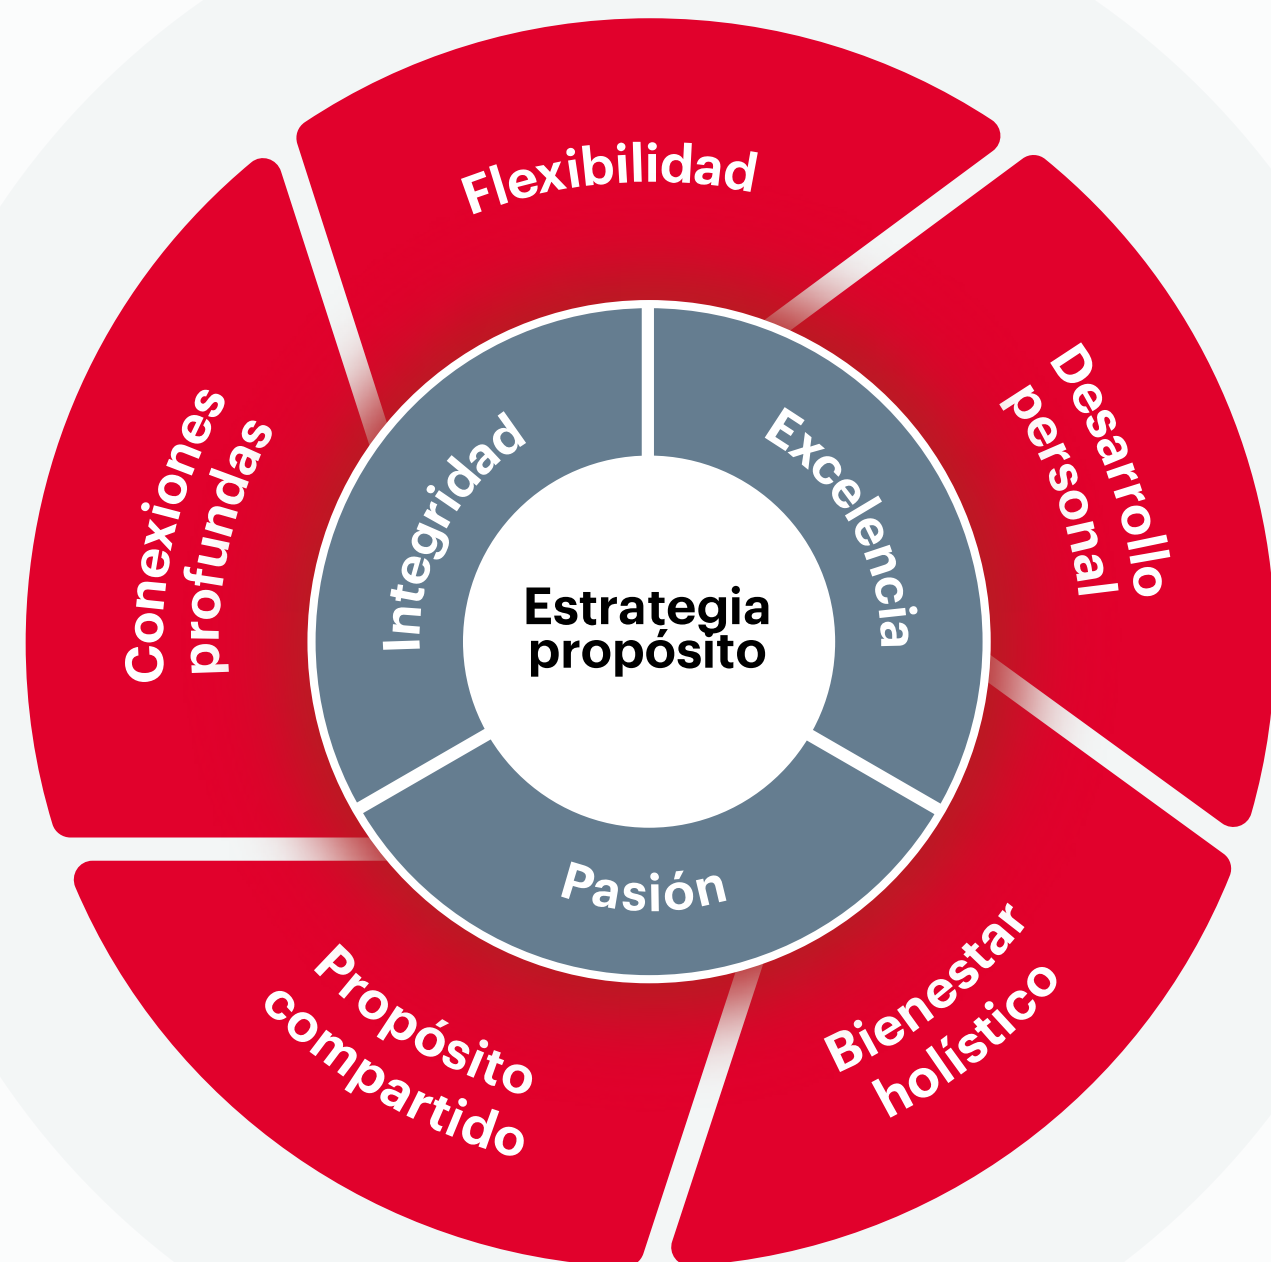 Flexibilidad
Desarrollo
personal
Bienestar
holístico
Propósito
compartido
Conexiones
profundas
Integridad
Excelencia
Pasión
Estrategia
propósito